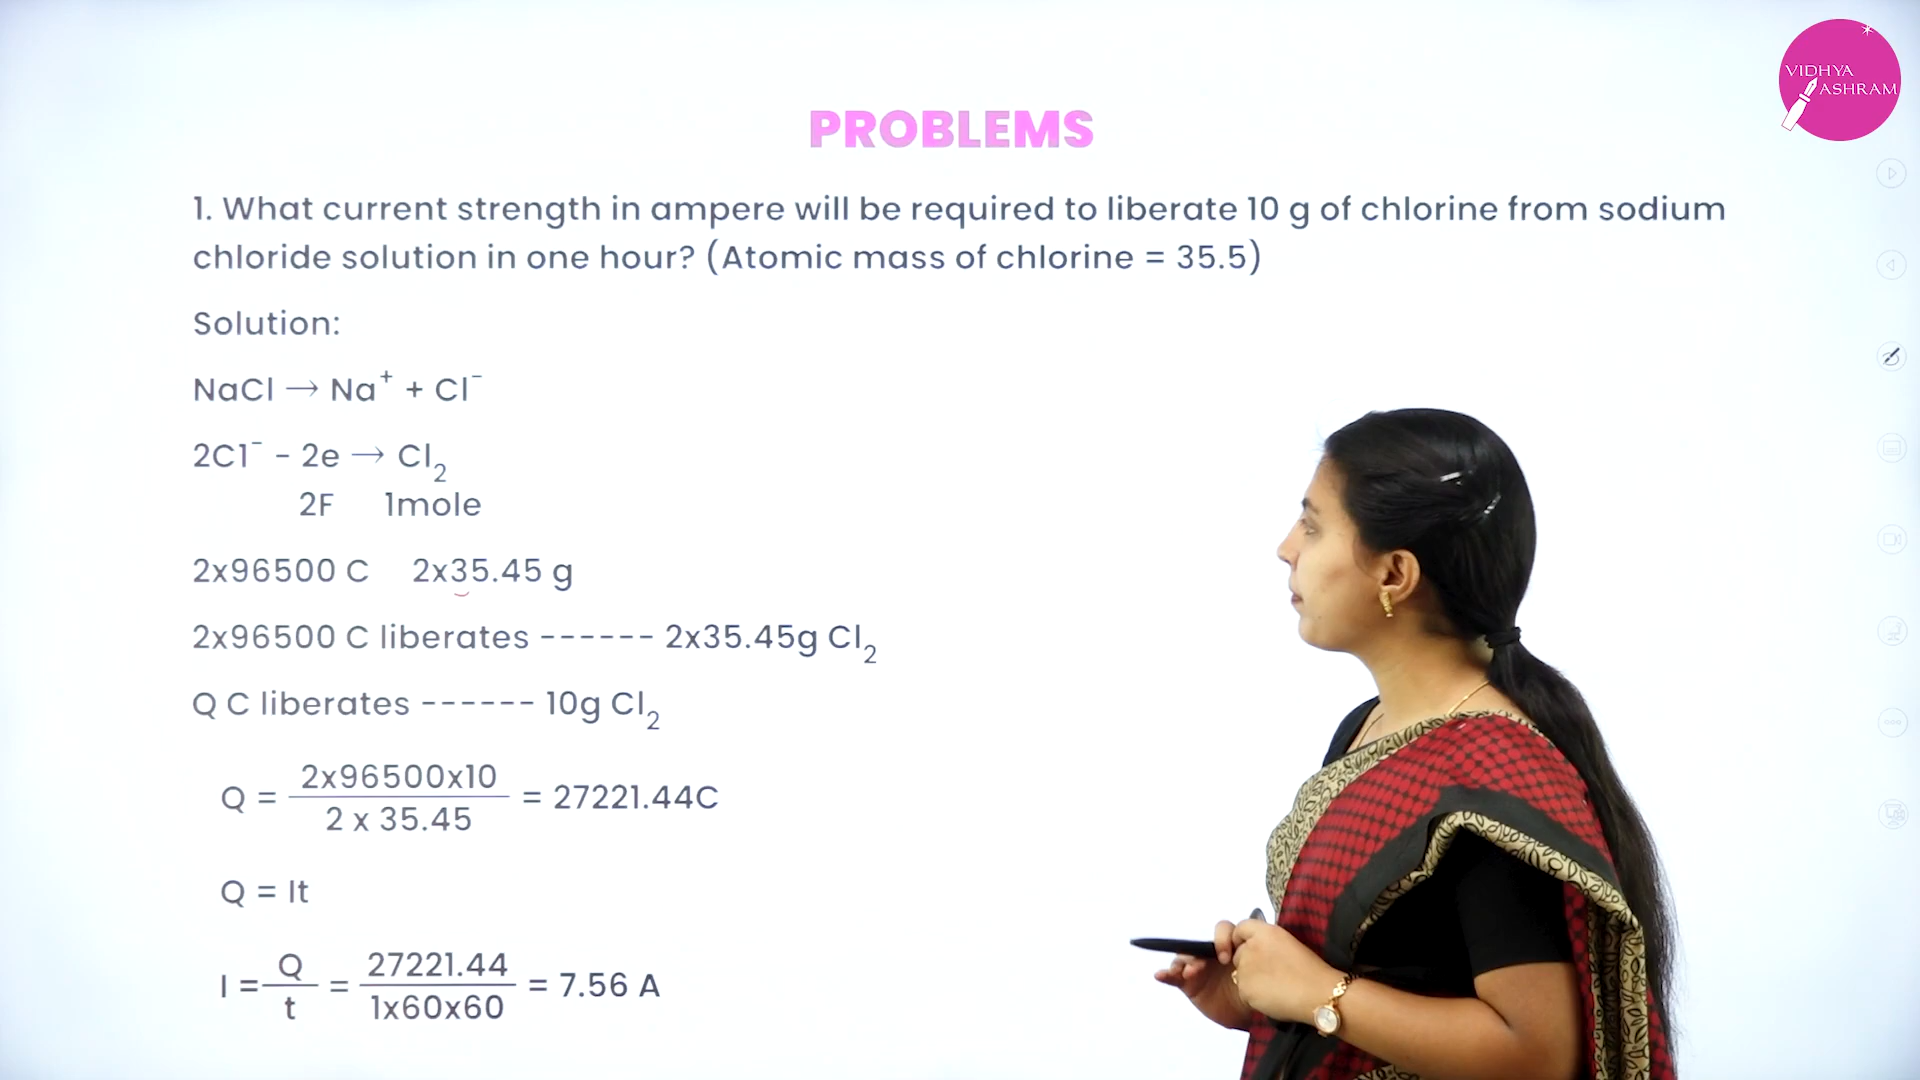 VIDHYA
ASHRAM
PROBLEMS
1. What current strength in ampere will be required to liberate 10 g of chlorine from sodium
chloride solution in one hour? (Atomic mass of chlorine = 35.5)
Solution:
NaCl → Na⁺ + Cl⁻
2C1⁻ - 2e → Cl₂
2F 1mole
2x96500 C 2x35.45 g
2x96500 C liberates ------ 2x35.45g Cl₂
Q C liberates ------ 10g Cl₂
Q = 2x96500x10 / 2 x 35.45 = 27221.44C
Q = It
I = Q / t = 27221.44 / 1x60x60 = 7.56 A